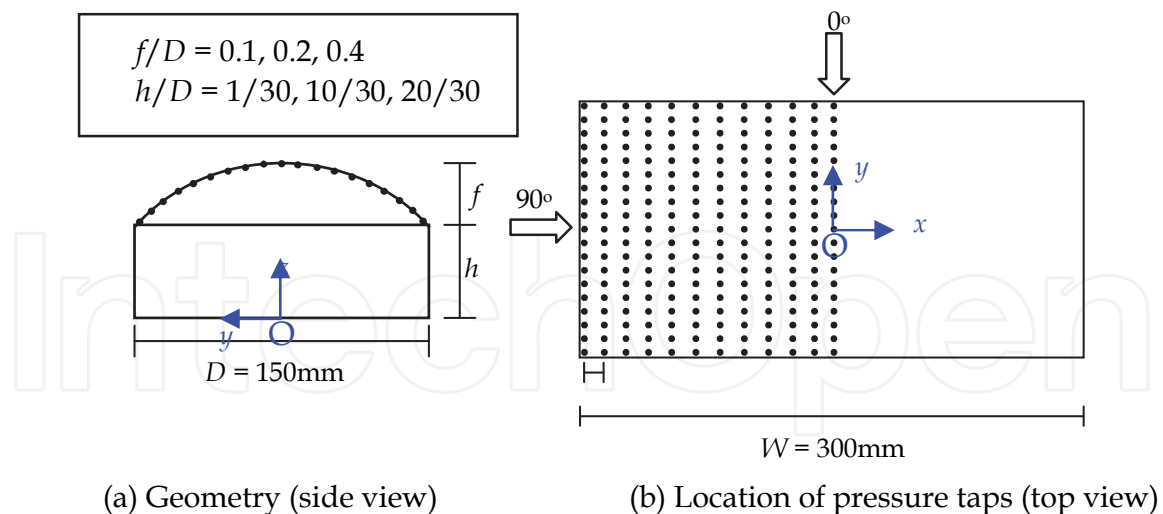 f/D = 0.1, 0.2, 0.4
h/D = 1/30, 10/30, 20/30
0°
90°
f
h
z
y
O
D = 150mm
y
x
O
W = 300mm
IntechOpen
(a) Geometry (side view)
(b) Location of pressure taps (top view)